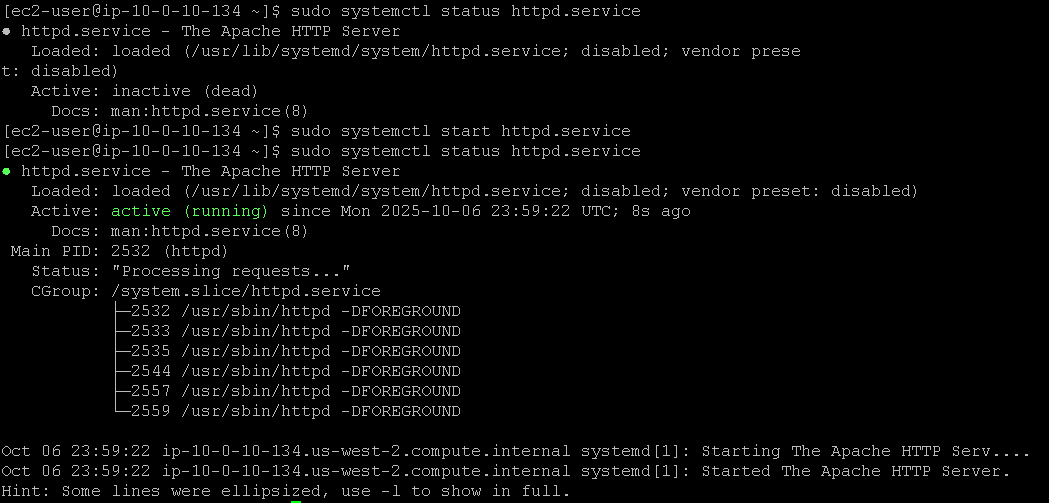 [ec2-user@ip-10-0-10-134 ~]$ sudo systemctl status httpd.service
● httpd.service - The Apache HTTP Server
   Loaded: loaded (/usr/lib/systemd/system/httpd.service; disabled; vendor prese
t: disabled)
   Active: inactive (dead)
     Docs: man:httpd.service(8)
[ec2-user@ip-10-0-10-134 ~]$ sudo systemctl start httpd.service
[ec2-user@ip-10-0-10-134 ~]$ sudo systemctl status httpd.service
● httpd.service - The Apache HTTP Server
   Loaded: loaded (/usr/lib/systemd/system/httpd.service; disabled; vendor preset: disabled)
   Active: active (running) since Mon 2025-10-06 23:59:22 UTC; 8s ago
     Docs: man:httpd.service(8)
 Main PID: 2532 (httpd)
   Status: "Processing requests..."
   CGroup: /system.slice/httpd.service
           ├─2532 /usr/sbin/httpd -DFOREGROUND
           ├─2533 /usr/sbin/httpd -DFOREGROUND
           ├─2535 /usr/sbin/httpd -DFOREGROUND
           ├─2544 /usr/sbin/httpd -DFOREGROUND
           ├─2557 /usr/sbin/httpd -DFOREGROUND
           └─2559 /usr/sbin/httpd -DFOREGROUND

Oct 06 23:59:22 ip-10-0-10-134.us-west-2.compute.internal systemd[1]: Starting The Apache HTTP Serv....
Oct 06 23:59:22 ip-10-0-10-134.us-west-2.compute.internal systemd[1]: Started The Apache HTTP Server.
Hint: Some lines were ellipsized, use -l to show in full.